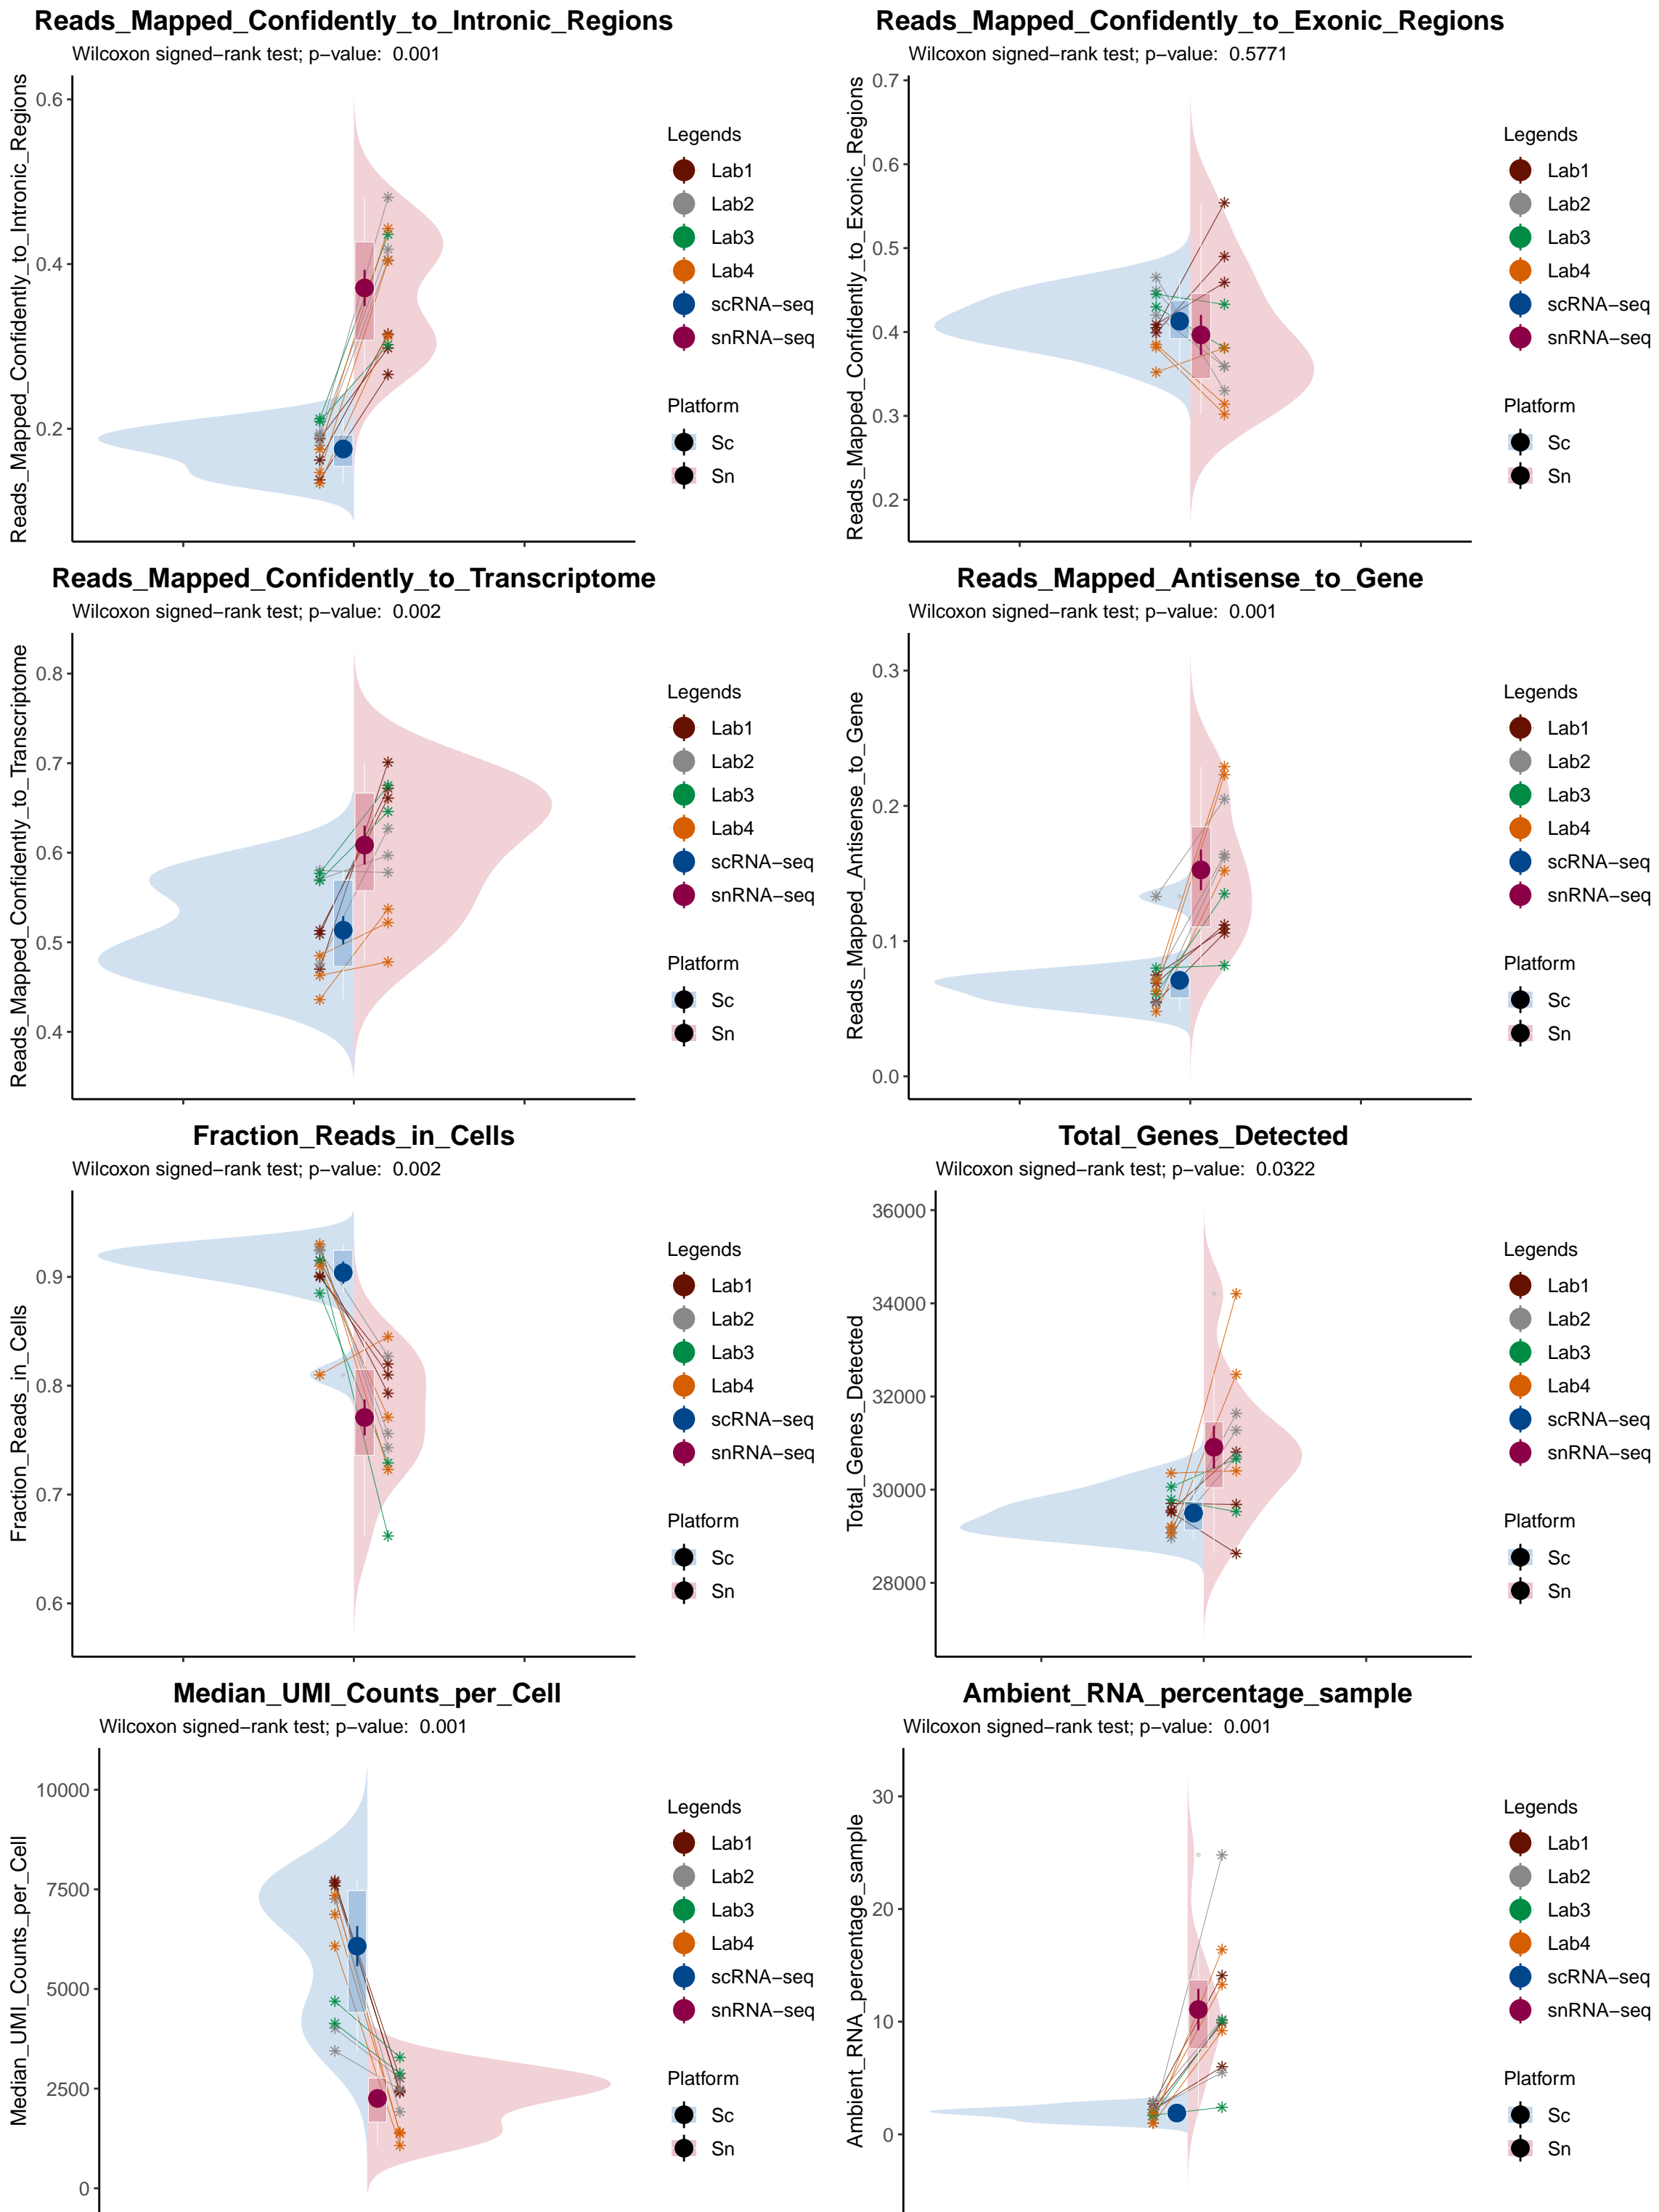 Reads_Mapped_Confidently_to_Intronic_Regions
Wilcoxon signed−rank test; p−value: 0.001
Reads_Mapped_Confidently_to_Intronic_Regions
0.6
0.4
0.2
Legends
Lab1
Lab2
Lab3
Lab4
scRNA−seq
snRNA−seq
Platform
Sc
Sn
Reads_Mapped_Confidently_to_Exonic_Regions
Wilcoxon signed−rank test; p−value: 0.5771
Reads_Mapped_Confidently_to_Exonic_Regions
0.7
0.6
0.5
0.4
0.3
0.2
Legends
Lab1
Lab2
Lab3
Lab4
scRNA−seq
snRNA−seq
Platform
Sc
Sn
Reads_Mapped_Confidently_to_Transcriptome
Wilcoxon signed−rank test; p−value: 0.002
Reads_Mapped_Confidently_to_Transcriptome
0.8
0.7
0.6
0.5
0.4
Legends
Lab1
Lab2
Lab3
Lab4
scRNA−seq
snRNA−seq
Platform
Sc
Sn
Reads_Mapped_Antisense_to_Gene
Wilcoxon signed−rank test; p−value: 0.001
Reads_Mapped_Antisense_to_Gene
0.3
0.2
0.1
0.0
Legends
Lab1
Lab2
Lab3
Lab4
scRNA−seq
snRNA−seq
Platform
Sc
Sn
Fraction_Reads_in_Cells
Wilcoxon signed−rank test; p−value: 0.002
Fraction_Reads_in_Cells
0.9
0.8
0.7
0.6
Legends
Lab1
Lab2
Lab3
Lab4
scRNA−seq
snRNA−seq
Platform
Sc
Sn
Total_Genes_Detected
Wilcoxon signed−rank test; p−value: 0.0322
Total_Genes_Detected
36000
34000
32000
30000
28000
Legends
Lab1
Lab2
Lab3
Lab4
scRNA−seq
snRNA−seq
Platform
Sc
Sn
Median_UMI_Counts_per_Cell
Wilcoxon signed−rank test; p−value: 0.001
Median_UMI_Counts_per_Cell
10000
7500
5000
2500
0
Legends
Lab1
Lab2
Lab3
Lab4
scRNA−seq
snRNA−seq
Platform
Sc
Sn
Ambient_RNA_percentage_sample
Wilcoxon signed−rank test; p−value: 0.001
Ambient_RNA_percentage_sample
30
20
10
0
Legends
Lab1
Lab2
Lab3
Lab4
scRNA−seq
snRNA−seq
Platform
Sc
Sn